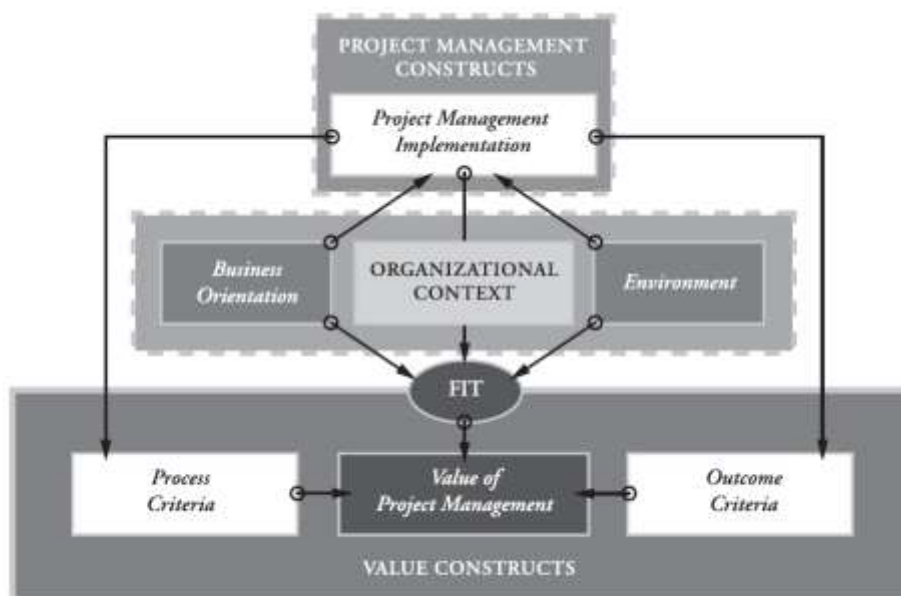 PROJECT MANAGEMENT
CONSTRUCTS
Project Management
Implementation
Business
Orientation
ORGANIZATIONAL
CONTEXT
Environment
FIT
Process
Criteria
Value of
Project Management
Outcome
Criteria
VALUE CONSTRUCTS